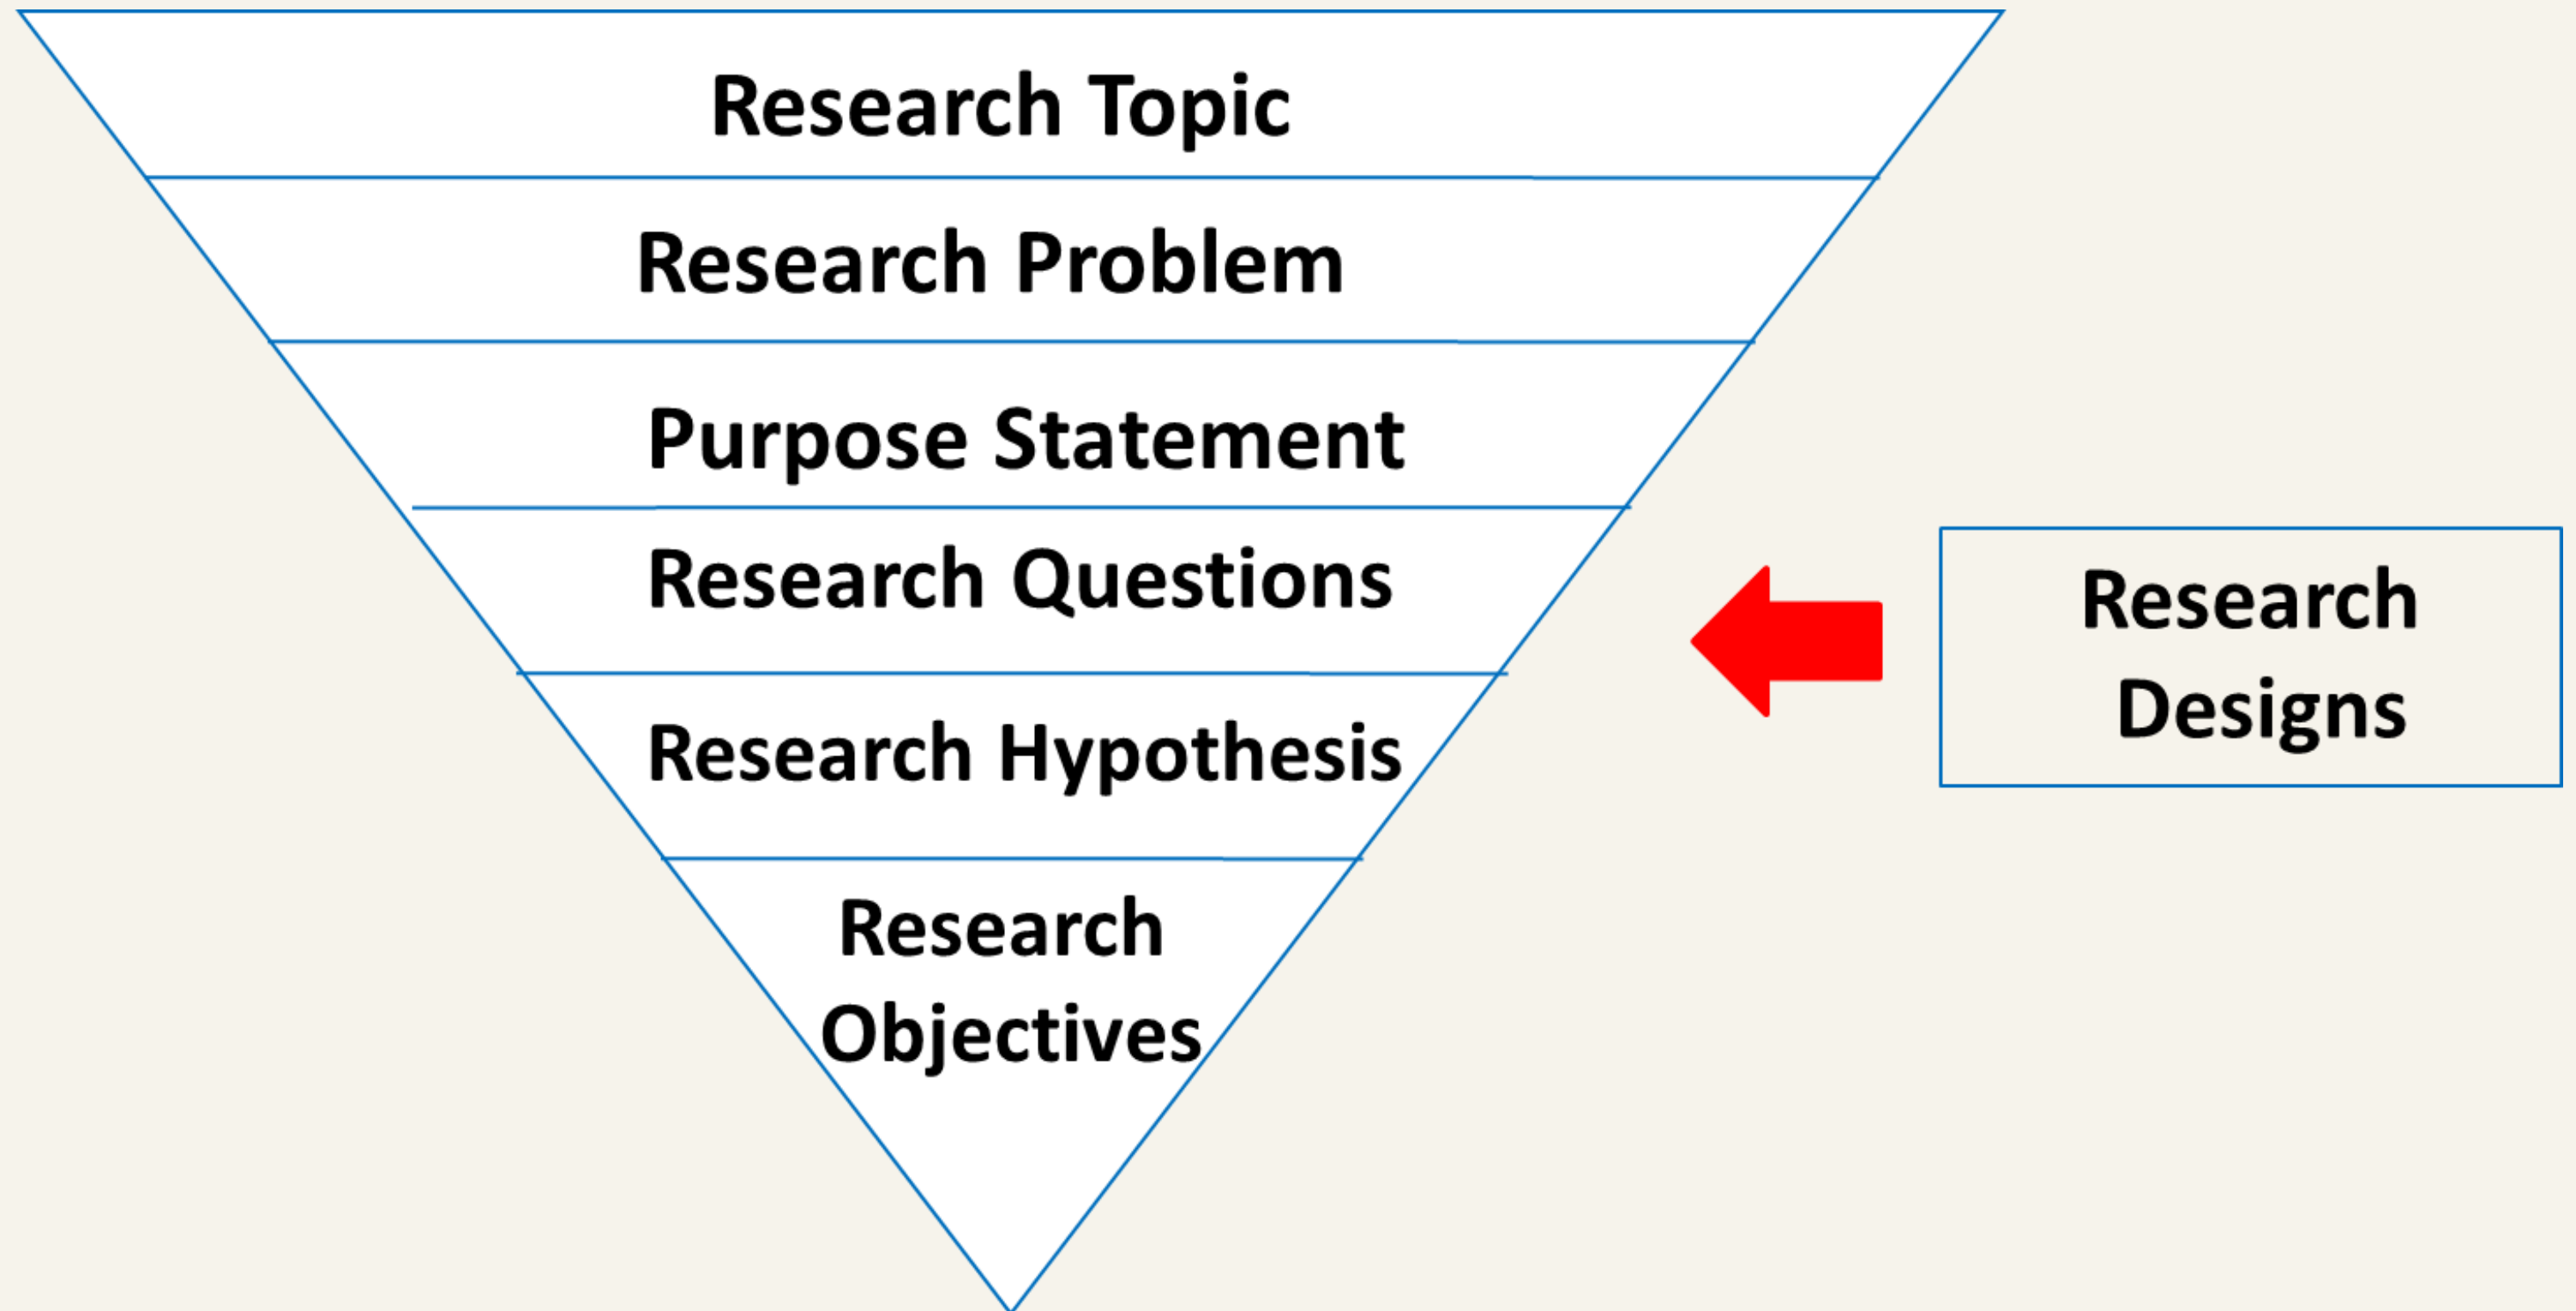 Research Topic
Research Problem
Purpose Statement
Research Questions
Research Hypothesis
Research
Objectives
Research
Designs